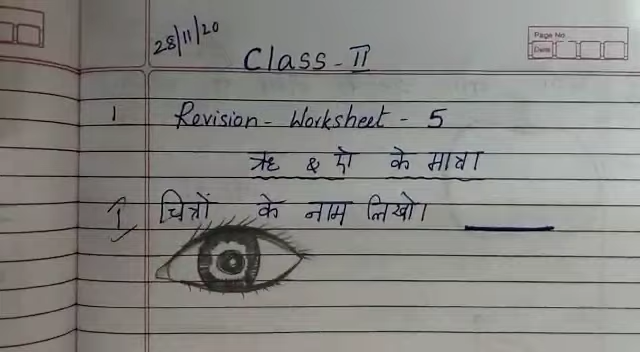 28/11/20
Page No.
Date
Class - II
1 Revision - Worksheet - 5
ऋ & ऐ के मात्रा
1 चित्रों के नाम लिखो।